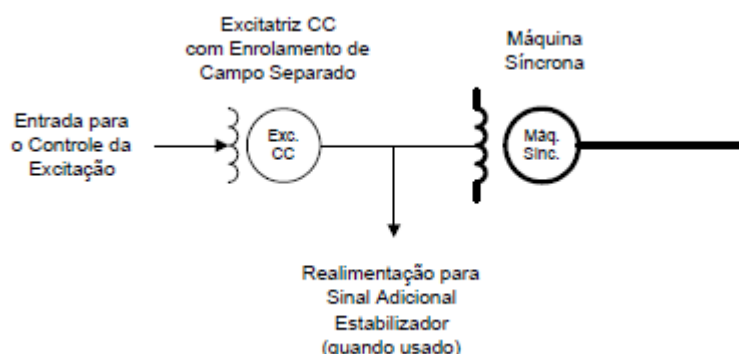 Excitatriz CC
com Enrolamento de
Campo Separado
Máquina
Síncrona
Entrada para
o Controle da
Excitação
Exc.
CC
Máq.
Sínc.
Realimentação para
Sinal Adicional
Estabilizador
(quando usado)